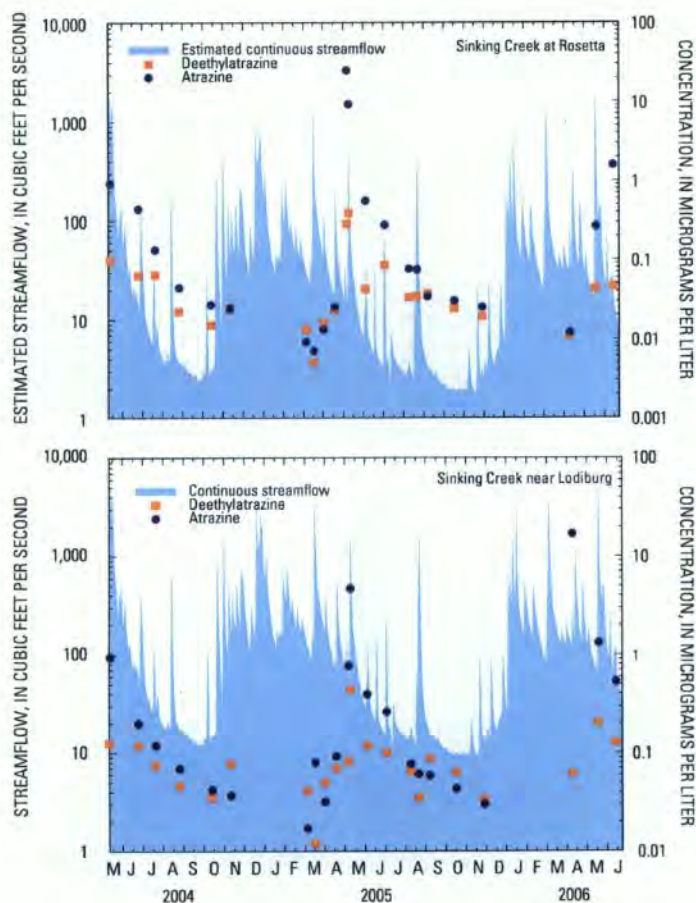 10,000
1,000
100
10
1
ESTIMATED STREAMFLOW, IN CUBIC FEET PER SECOND
Estimated continuous streamflow
Deethylatrazine
Atrazine
Sinking Creek at Rosetta
100
10
1
0.1
0.01
0.001
CONCENTRATION, IN MICROGRAMS PER LITER
10,000
1,000
100
10
1
STREAMFLOW, IN CUBIC FEET PER SECOND
Continuous streamflow
Deethylatrazine
Atrazine
Sinking Creek near Lodiburg
100
10
1
0.1
0.01
CONCENTRATION, IN MICROGRAMS PER LITER
M J J A S O N D J F M A M J J A S O N D J F M A M J
2004 2005 2006